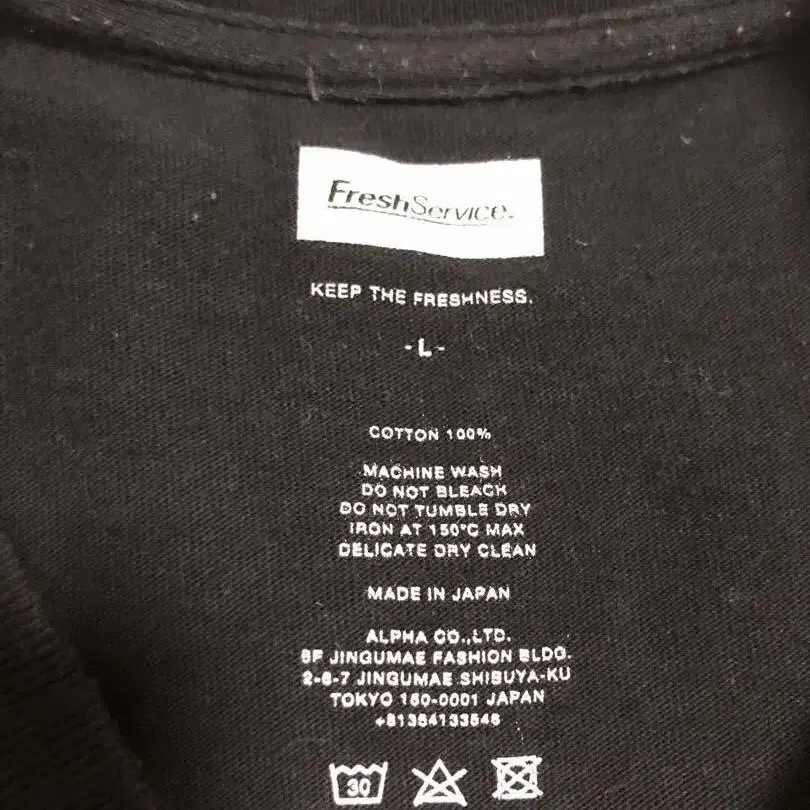 FreshService.
KEEP THE FRESHNESS.
-L-
COTTON 100%
MACHINE WASH
DO NOT BLEACH
DO NOT TUMBLE DRY
IRON AT 150°C MAX
DELICATE DRY CLEAN
MADE IN JAPAN
ALPHA CO.,LTD.
8F JINGUMAE FASHION BLDG.
2-6-7 JINGUMAE SHIBUYA-KU
TOKYO 150-0001 JAPAN
+81354133546
30